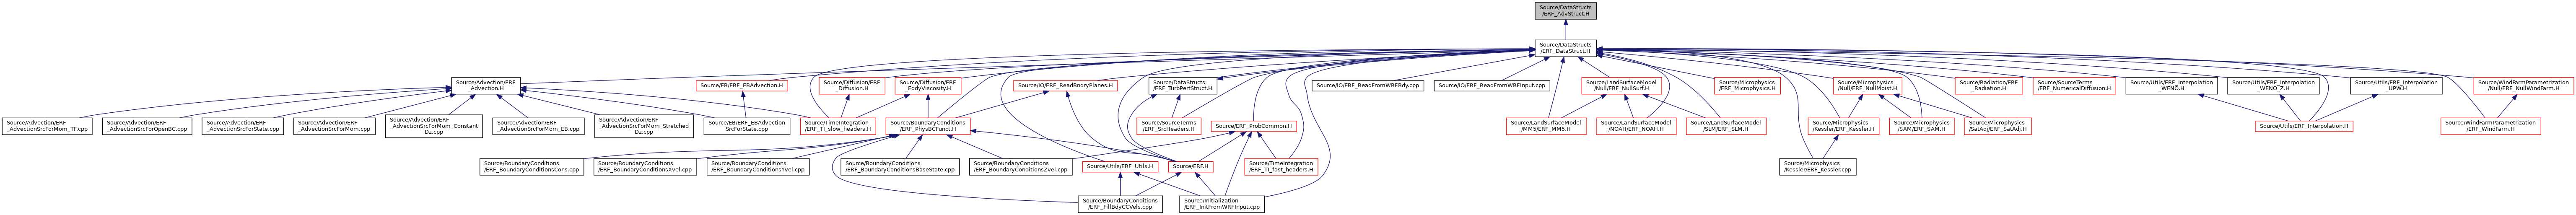 Source/DataStructs
/ERF_AdvStruct.H
Source/DataStructs
/ERF_DataStruct.H
Source/Advection/ERF
_Advection.H
Source/EB/ERF_EBAdvection.H
Source/Diffusion/ERF
_Diffusion.H
Source/Diffusion/ERF
_EddyViscosity.H
Source/IO/ERF_ReadBndryPlanes.H
Source/DataStructs
/ERF_TurbPertStruct.H
Source/IO/ERF_ReadFromWRFBdy.cpp
Source/IO/ERF_ReadFromWRFInput.cpp
Source/LandSurfaceModel
/Null/ERF_NullSurf.H
Source/Microphysics
/ERF_Microphysics.H
Source/Microphysics
/Null/ERF_NullMoist.H
Source/Radiation/ERF
_Radiation.H
Source/SourceTerms
/ERF_NumericalDiffusion.H
Source/Utils/ERF_Interpolation
_WENO.H
Source/Utils/ERF_Interpolation
_WENO_Z.H
Source/Utils/ERF_Interpolation
_UPW.H
Source/WindFarmParametrization
/Null/ERF_NullWindFarm.H
Source/Advection/ERF
_AdvectionSrcForMom_TF.cpp
Source/Advection/ERF
_AdvectionSrcForOpenBC.cpp
Source/Advection/ERF
_AdvectionSrcForState.cpp
Source/Advection/ERF
_AdvectionSrcForMom.cpp
Source/Advection/ERF
_AdvectionSrcForMom_Constant
Dz.cpp
Source/Advection/ERF
_AdvectionSrcForMom_EB.cpp
Source/Advection/ERF
_AdvectionSrcForMom_Stretched
Dz.cpp
Source/EB/ERF_EBAdvection
SrcForState.cpp
Source/TimeIntegration
/ERF_TI_slow_headers.H
Source/BoundaryConditions
/ERF_PhysBCFunct.H
Source/SourceTerms
/ERF_SrcHeaders.H
Source/ERF_ProbCommon.H
Source/LandSurfaceModel
/MM5/ERF_MM5.H
Source/LandSurfaceModel
/NOAH/ERF_NOAH.H
Source/LandSurfaceModel
/SLM/ERF_SLM.H
Source/Microphysics
/Kessler/ERF_Kessler.H
Source/Microphysics
/SAM/ERF_SAM.H
Source/Microphysics
/SatAdj/ERF_SatAdj.H
Source/Utils/ERF_Interpolation.H
Source/WindFarmParametrization
/ERF_WindFarm.H
Source/BoundaryConditions
/ERF_BoundaryConditionsCons.cpp
Source/BoundaryConditions
/ERF_BoundaryConditionsXvel.cpp
Source/BoundaryConditions
/ERF_BoundaryConditionsYvel.cpp
Source/BoundaryConditions
/ERF_BoundaryConditionsBaseState.cpp
Source/BoundaryConditions
/ERF_BoundaryConditionsZvel.cpp
Source/Utils/ERF_Utils.H
Source/ERF.H
Source/TimeIntegration
/ERF_TI_fast_headers.H
Source/Microphysics
/Kessler/ERF_Kessler.cpp
Source/BoundaryConditions
/ERF_FillBdyCCVels.cpp
Source/Initialization
/ERF_InitFromWRFInput.cpp